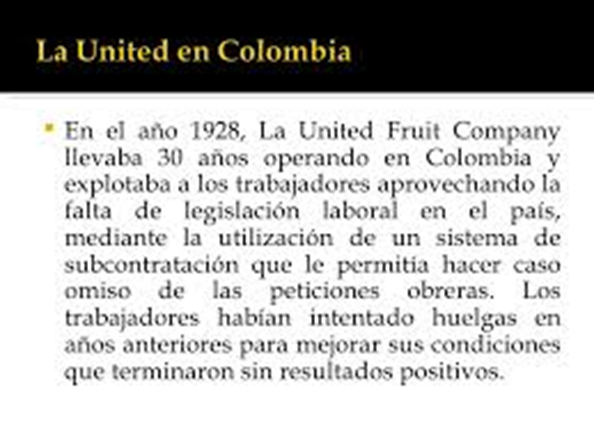 La United en Colombia
En el año 1928, La United Fruit Company
llevaba 30 años operando en Colombia y
explotaba a los trabajadores aprovechando la
falta de legislación laboral en el país,
mediante la utilización de un sistema de
subcontratación que le permitía hacer caso
omiso de las peticiones obreras. Los
trabajadores habían intentado huelgas en
años anteriores para mejorar sus condiciones
que terminaron sin resultados positivos.